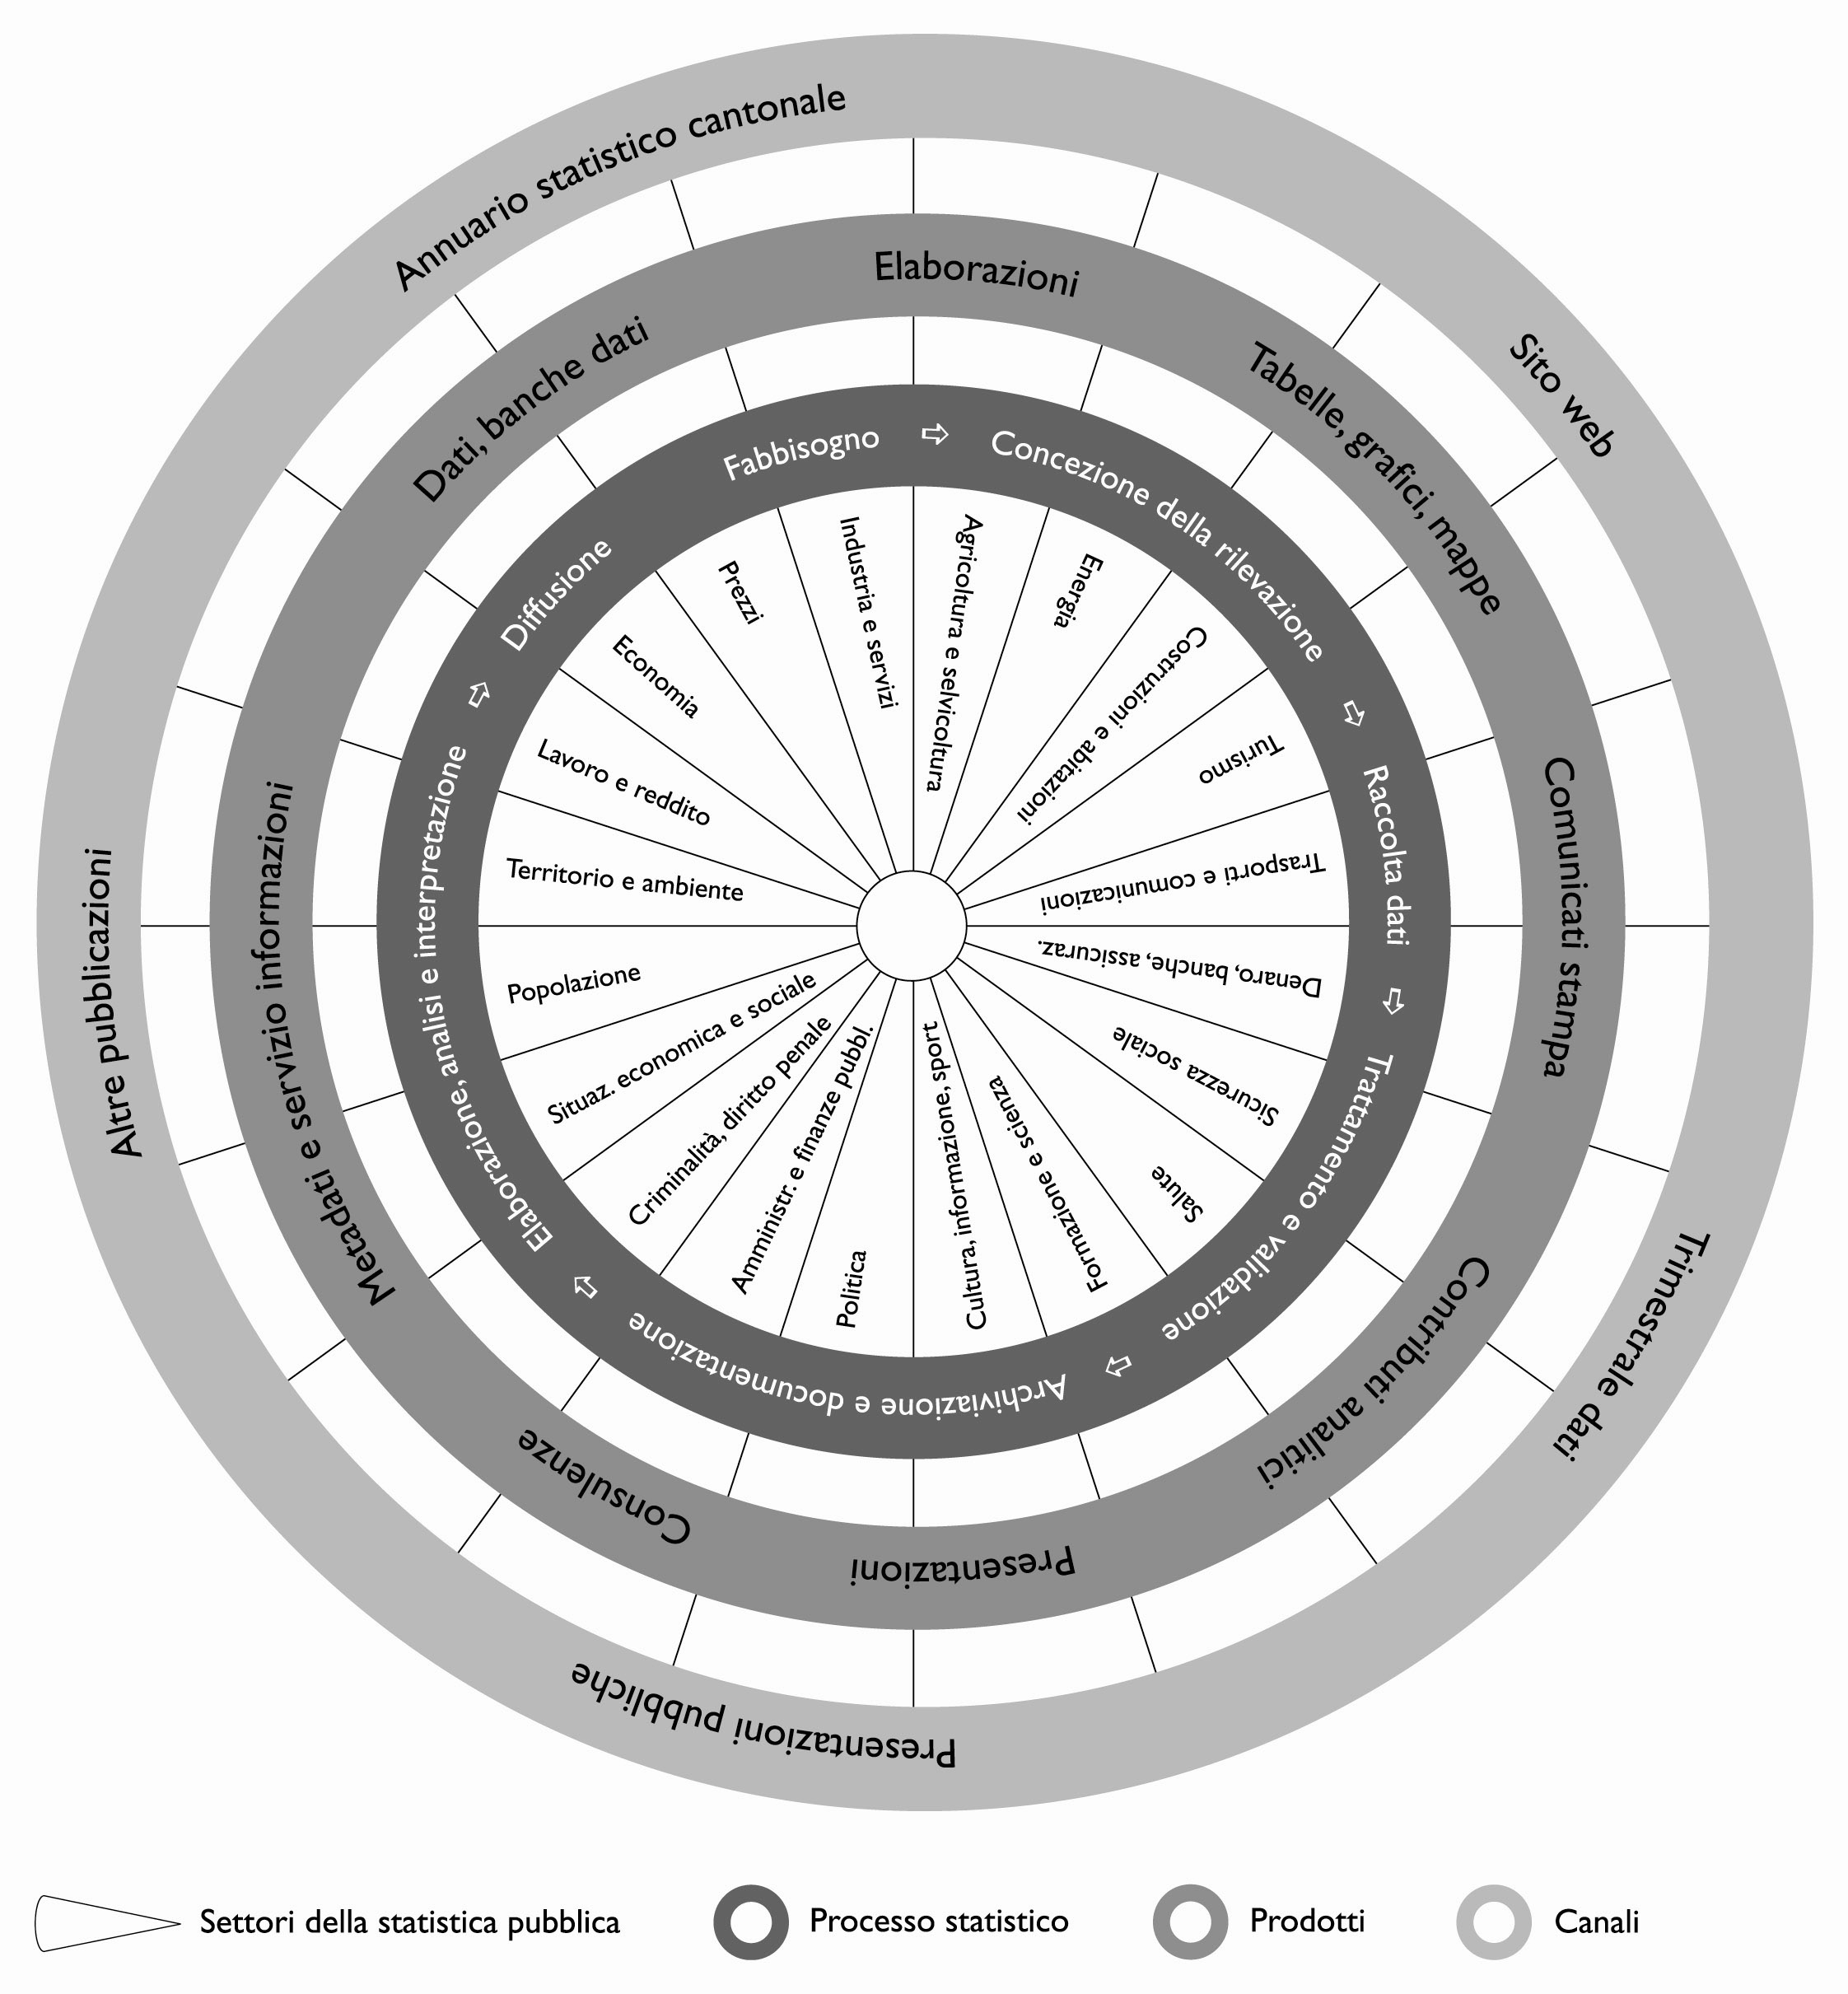 Annuario statistico cantonale
Sito web
Trimestrale dati
Presentazioni pubbliche
Altre pubblicazioni
Elaborazioni
Tabelle, grafici, mappe
Comunicati stampa
Contributi analitici
Presentazioni
Consulenze
Metadati e servizio informazioni
Dati, banche dati
Fabbisogno
Concezione della rilevazione
Raccolta dati
Trattamento e validazione
Archiviazione e documentazione
Elaborazione, analisi e interpretazione
Diffusione
Agricoltura e selvicoltura
Energia
Costruzioni e abitazioni
Turismo
Trasporti e comunicazioni
Denaro, banche, assicuraz.
Sicurezza sociale
Salute
Formazione e scienza
Cultura, informazione, sport
Politica
Amministr. e finanze pubbl.
Criminalità, diritto penale
Situaz. economica e sociale
Popolazione
Territorio e ambiente
Lavoro e reddito
Economia
Prezzi
Industria e servizi
Settori della statistica pubblica
Processo statistico
Prodotti
Canali